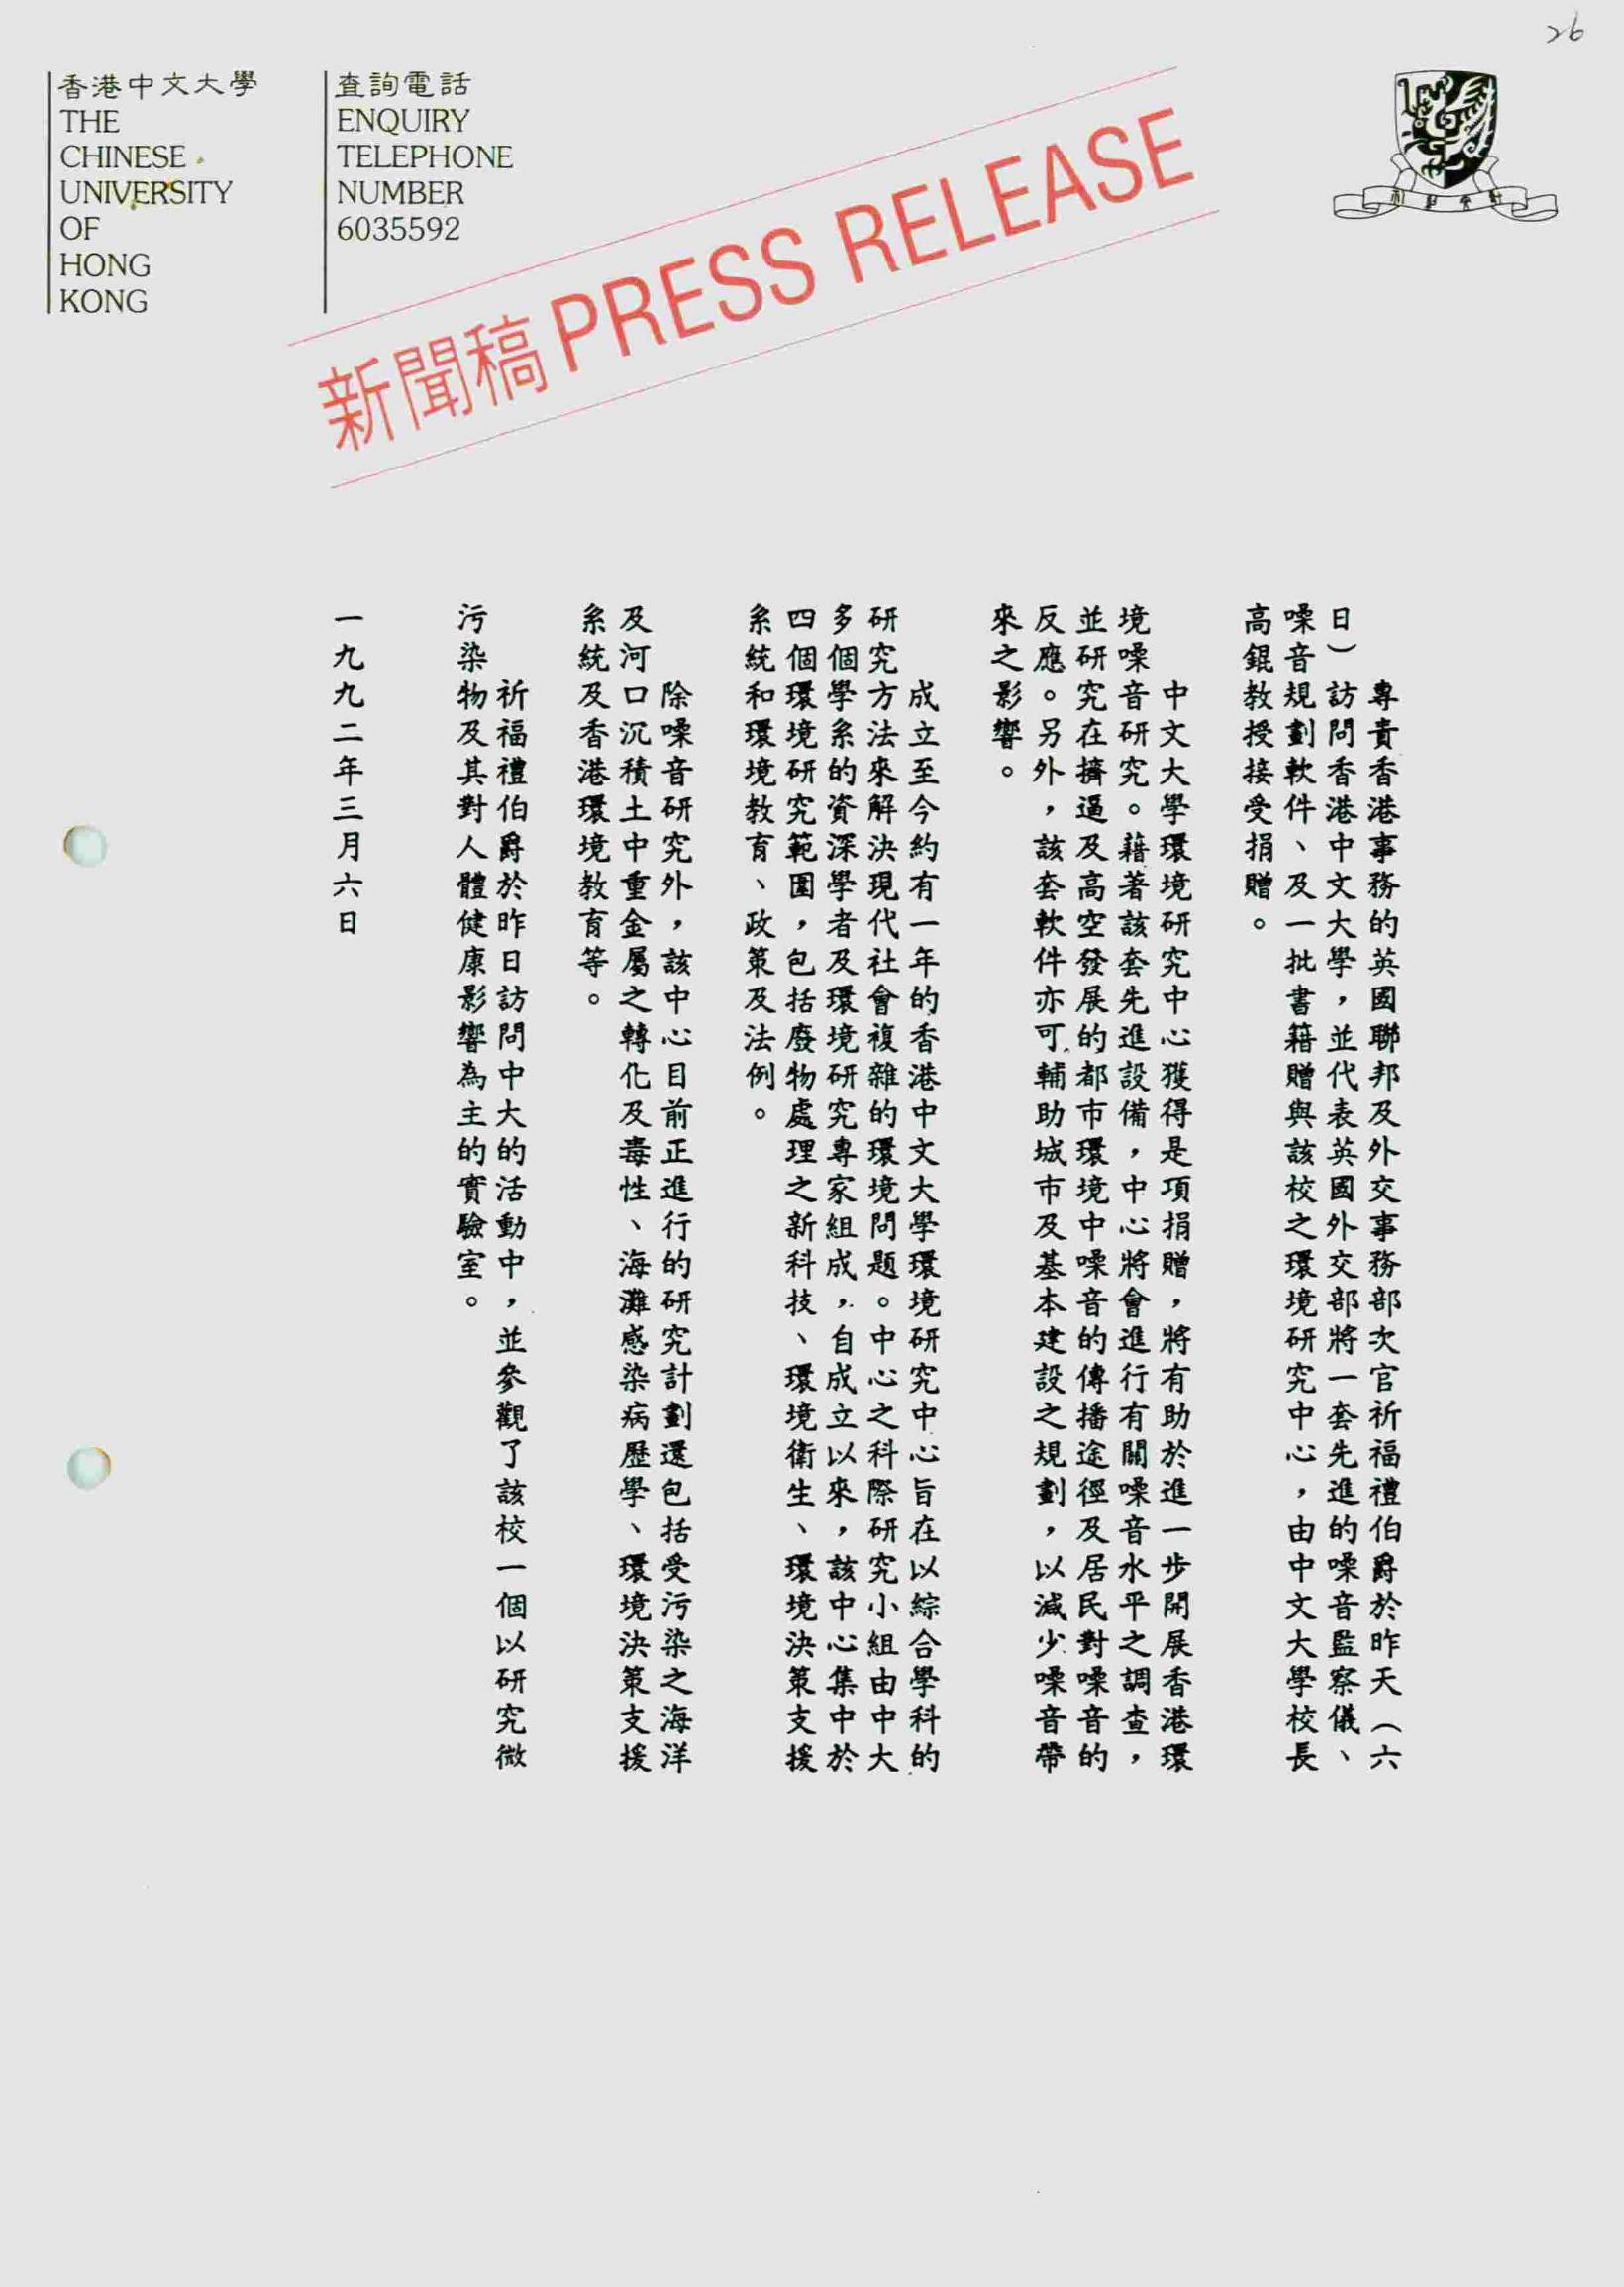 26
香港中文大學
THE
CHINESE
UNIVERSITY
OF
HONG
KONG
查詢電話
ENQUIRY
TELEPHONE
NUMBER
6035592
新聞稿 PRESS RELEASE
專責香港事務的英國聯邦及外交事務部次官祈福禮伯爵於昨天（六
日）訪問香港中文大學，並代表英國外交部將一套先進的噪音監察儀、
噪音規劃軟件、及一批書籍贈與該校之環境研究中心，由中文大學校長
高錕教授接受捐贈。
中文大學環境研究中心獲得是項捐贈，將有助於進一步開展香港環
境噪音研究。藉著該套先進設備，中心將會進行有關噪音水平之調查，
並研究在擠逼及高空發展的都市環境中噪音的傳播途徑及居民對噪音的
反應。另外，該套軟件亦可輔助城市及基本建設之規劃，以減少噪音帶
來之影響。
成立至今約有一年的香港中文大學環境研究中心旨在以綜合學科的
研究方法來解決現代社會複雜的環境問題。中心之科際研究小組由中大
多個學系的資深學者及環境研究專家組成，自成立以來，該中心集中於
四個環境研究範圍，包括廢物處理之新科技、環境衛生、環境決策支援
系統和環境教育、政策及法例。
除噪音研究外，該中心目前正進行的研究計劃還包括受污染之海洋
及河口沉積土中重金屬之轉化及毒性、海灘感染病歷學、環境決策支援
系統及香港環境教育等。
祈福禮伯爵於昨日訪問中大的活動中，並參觀了該校一個以研究微
污染物及其對人體健康影響為主的實驗室。
一九九二年三月六日